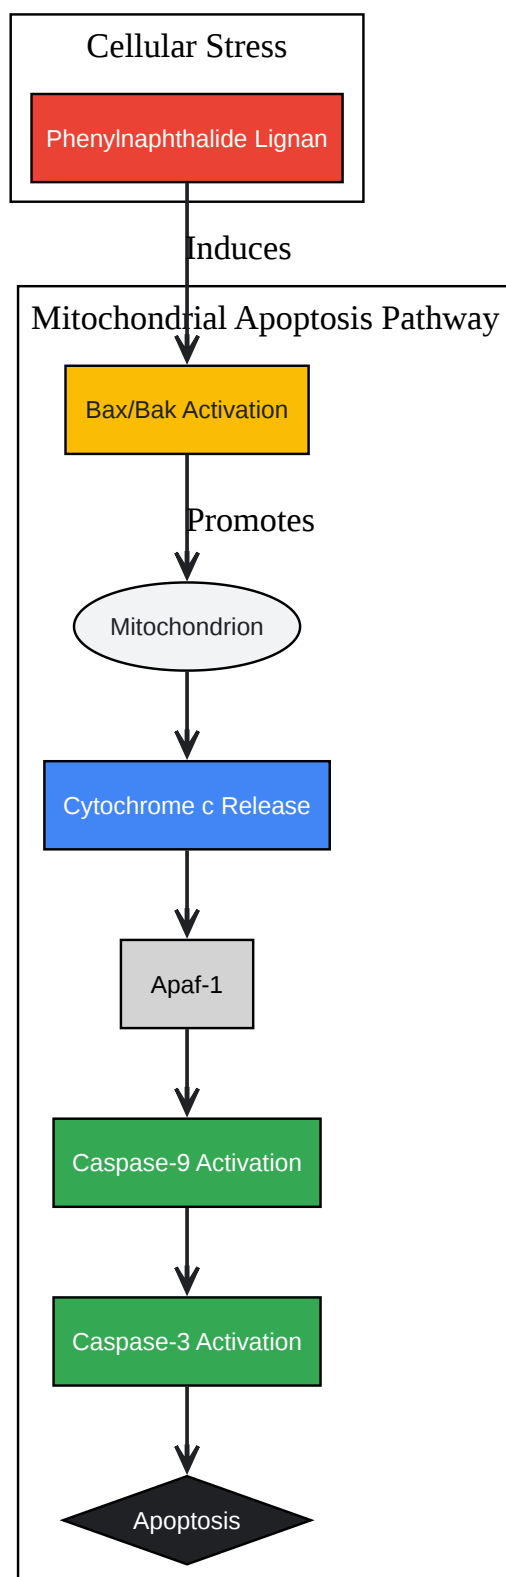 Cellular Stress
Phenylnaphthalide Lignan
Induces
Mitochondrial Apoptosis Pathway
Bax/Bak Activation
Promotes
Mitochondrion
Cytochrome c Release
Apaf-1
Caspase-9 Activation
Caspase-3 Activation
Apoptosis